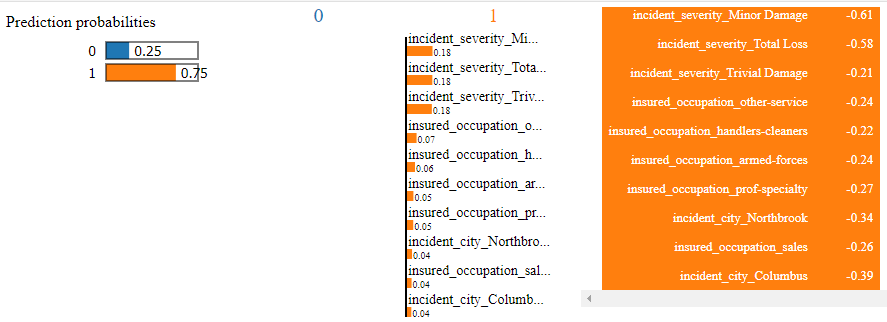 Prediction probabilities
0 0.25
1 0.75
0 1
incident_severity_Mi...
0.18
incident_severity_Tota...
0.18
incident_severity_Triv...
0.18
insured_occupation_o...
0.07
insured_occupation_h...
0.06
insured_occupation_ar...
0.05
insured_occupation_pr...
0.05
incident_city_Northbro...
0.04
insured_occupation_sal...
0.04
incident_city_Columb...
0.04
incident_severity_Minor Damage -0.61
incident_severity_Total Loss -0.58
incident_severity_Trivial Damage -0.21
insured_occupation_other-service -0.24
insured_occupation_handlers-cleaners -0.22
insured_occupation_armed-forces -0.24
insured_occupation_prof-specialty -0.27
incident_city_Northbrook -0.34
insured_occupation_sales -0.26
incident_city_Columbus -0.39